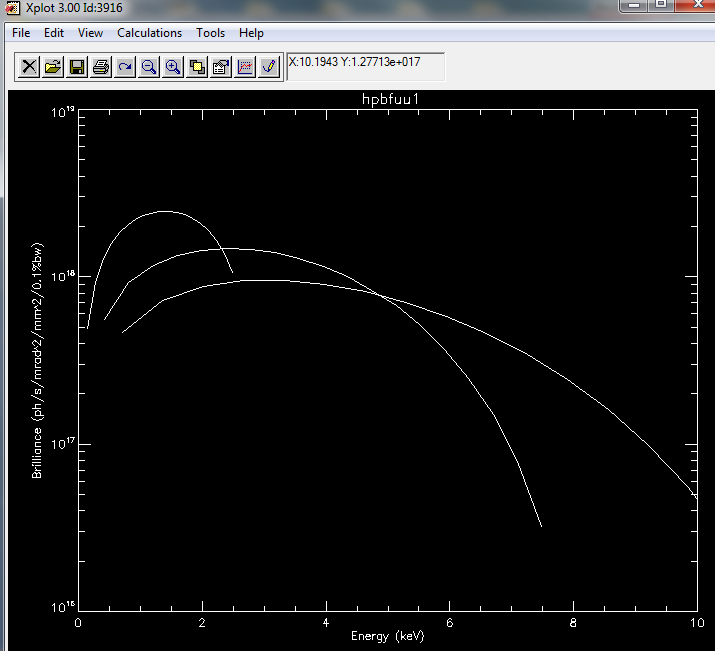 Xplot 3.00 Id:3916
File Edit View Calculations Tools Help
X:10.1943 Y:1.27713e+017
hpbfuu1
10¹⁹
10¹⁸
10¹⁷
10¹⁶
Brilliance (ph/s/mrad^2/mm^2/0.1%bw)
0 2 4 6 8 10
Energy (keV)